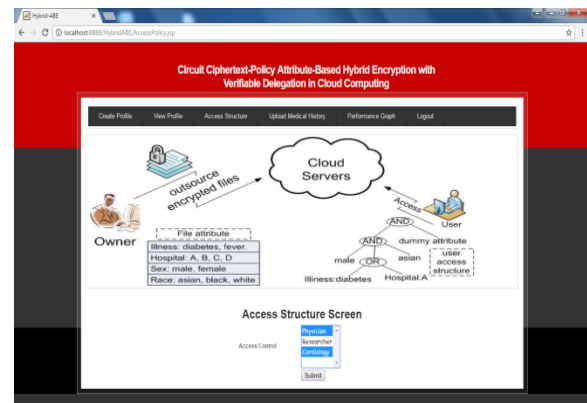 Hybrid-ABE
localhost:8888/HybridABE/AccessPolicy.jsp
Circuit Ciphertext-Policy Attribute-Based Hybrid Encryption with
Verifiable Delegation in Cloud Computing
Create Profile View Profile Access Structure Upload Medical History Performance Graph Logout
Cloud
Servers
outsource
encrypted files
Access
Owner
User
File attribute
Illness: diabetes, fever.
Hospital: A, B, C, D
Sex: male, female
Race: asian, black, white
AND
AND
dummy attribute
male
OR
asian
user
access
structure
Illiness:diabetes
Hospital:A
Access Structure Screen
Access Control
Physician
Researcher
Cardiology
Submit